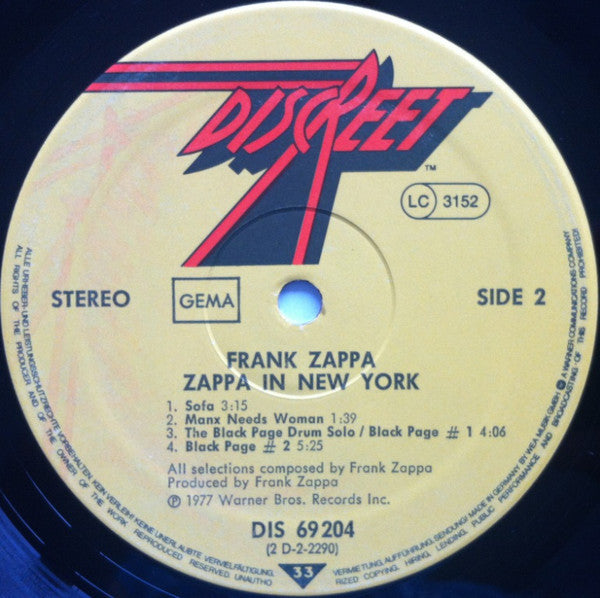 DISCREET
TM
LC 3152
STEREO
GEMA
SIDE 2
FRANK ZAPPA
ZAPPA IN NEW YORK
1. Sofa 3:15
2. Manx Needs Woman 1:39
3. The Black Page Drum Solo / Black Page # 1 4:06
4. Black Page # 2 5:25
All selections composed by Frank Zappa
Produced by Frank Zappa
Ⓟ 1977 Warner Bros. Records Inc.
DIS 69 204
(2 D-2-2290)
33
ALLE URHEBER- UND LEISTUNGSSCHUTZRECHTE VORBEHALTEN. KEIN VERLEIH! KEINE UNERLAUBTE VERVIELFÄLTIGUNG,
VERMIETUNG, AUFFÜHRUNG, SENDUNG! MADE IN GERMANY BY WEA MUSIK GMBH Ⓟ A WARNER COMMUNICATIONS COMPANY
ALL RIGHTS OF THE PRODUCER AND OF THE OWNER OF THE WORK REPRODUCED RESERVED. UNAUTHO
RIZED COPYING, HIRING, LENDING, PUBLIC PERFORMANCE AND BROADCASTING OF THIS RECORD PROHIBITED!